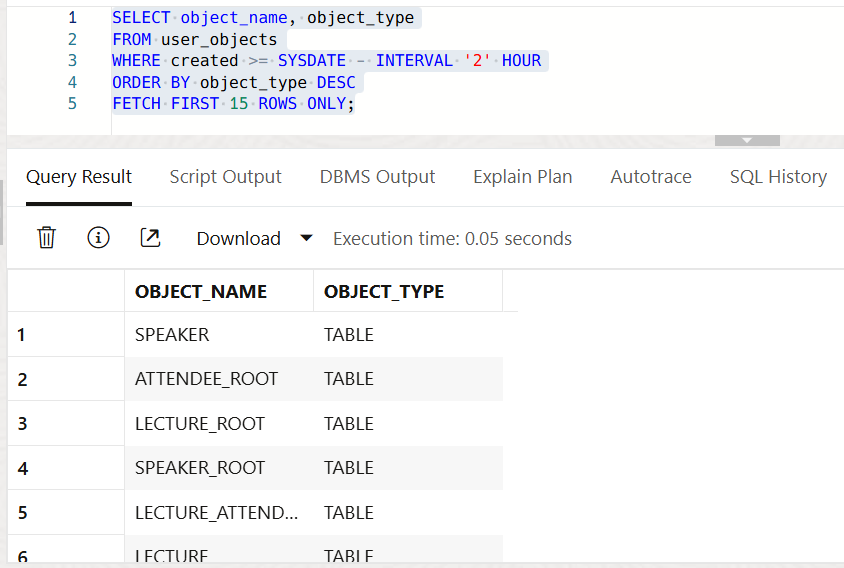 1 SELECT object_name, object_type
2 FROM user_objects
3 WHERE created >= SYSDATE - INTERVAL '2' HOUR
4 ORDER BY object_type DESC
5 FETCH FIRST 15 ROWS ONLY;
Query Result Script Output DBMS Output Explain Plan Autotrace SQL History
Download Execution time: 0.05 seconds
OBJECT_NAME OBJECT_TYPE
1 SPEAKER TABLE
2 ATTENDEE_ROOT TABLE
3 LECTURE_ROOT TABLE
4 SPEAKER_ROOT TABLE
5 LECTURE_ATTEND... TABLE
6 LECTURE TABLE